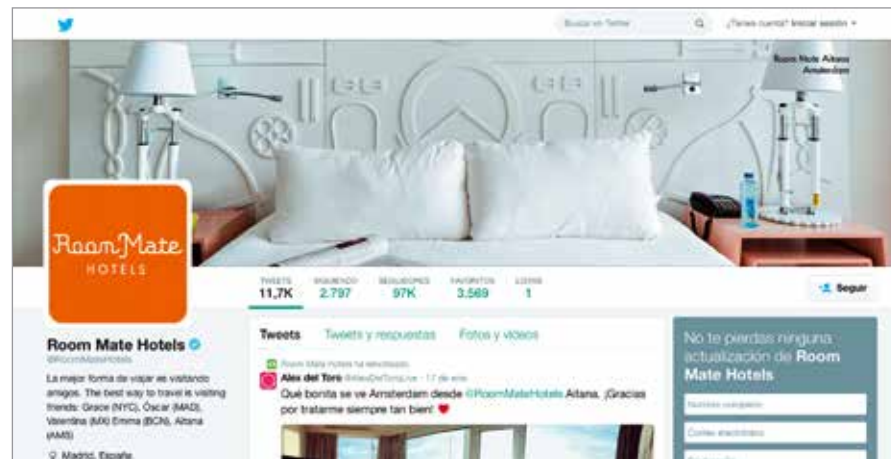 Buscar en Twitter
¿Tienes cuenta? Iniciar sesión
Room Mate Aitana
Amsterdam
Room Mate
HOTELS
TWEETS SIGUIENDO SEGUIDORES FAVORITOS LISTAS
11,7K 2.797 97K 3.569 1
Seguir
Room Mate Hotels
@RoomMateHotels
La mejor forma de viajar es visitando
amigos. The best way to travel is visiting
friends: Grace (NYC), Óscar (MAD),
Valentina (MX) Emma (BCN), Aitana
(AMS)
Madrid, España
Tweets Tweets y respuestas Fotos y vídeos
Room Mate Hotels ha retwitteado
Alex del Toro @AlexDelToroLive · 17 de ene.
Qué bonita se ve Amsterdam desde @RoomMateHotels Aitana. ¡Gracias
por tratarme siempre tan bien!
No te pierdas ninguna
actualización de Room
Mate Hotels
Nombre completo
Correo electrónico